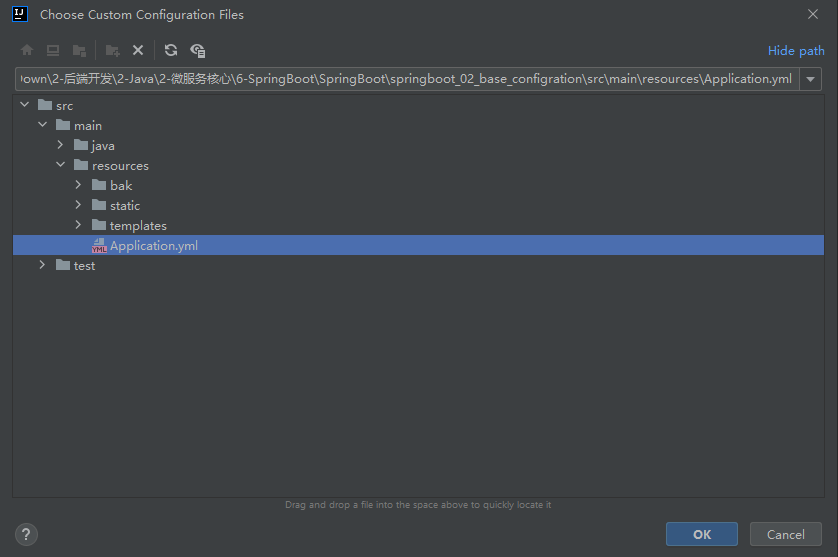 Choose Custom Configuration Files
Hide path
own\2-后端开发\2-Java\2-微服务核心\6-SpringBoot\SpringBoot\springboot_02_base_configration\src\main\resources\Application.yml
src
main
java
resources
bak
static
templates
YML Application.yml
test
Drag and drop a file into the space above to quickly locate it
? OK Cancel